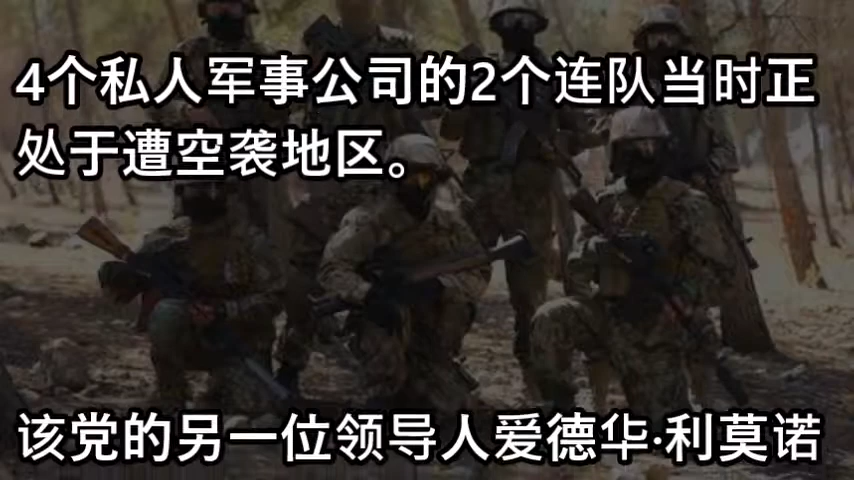 4个私人军事公司的2个连队当时正
处于遭空袭地区。
该党的另一位领导人爱德华·利莫诺